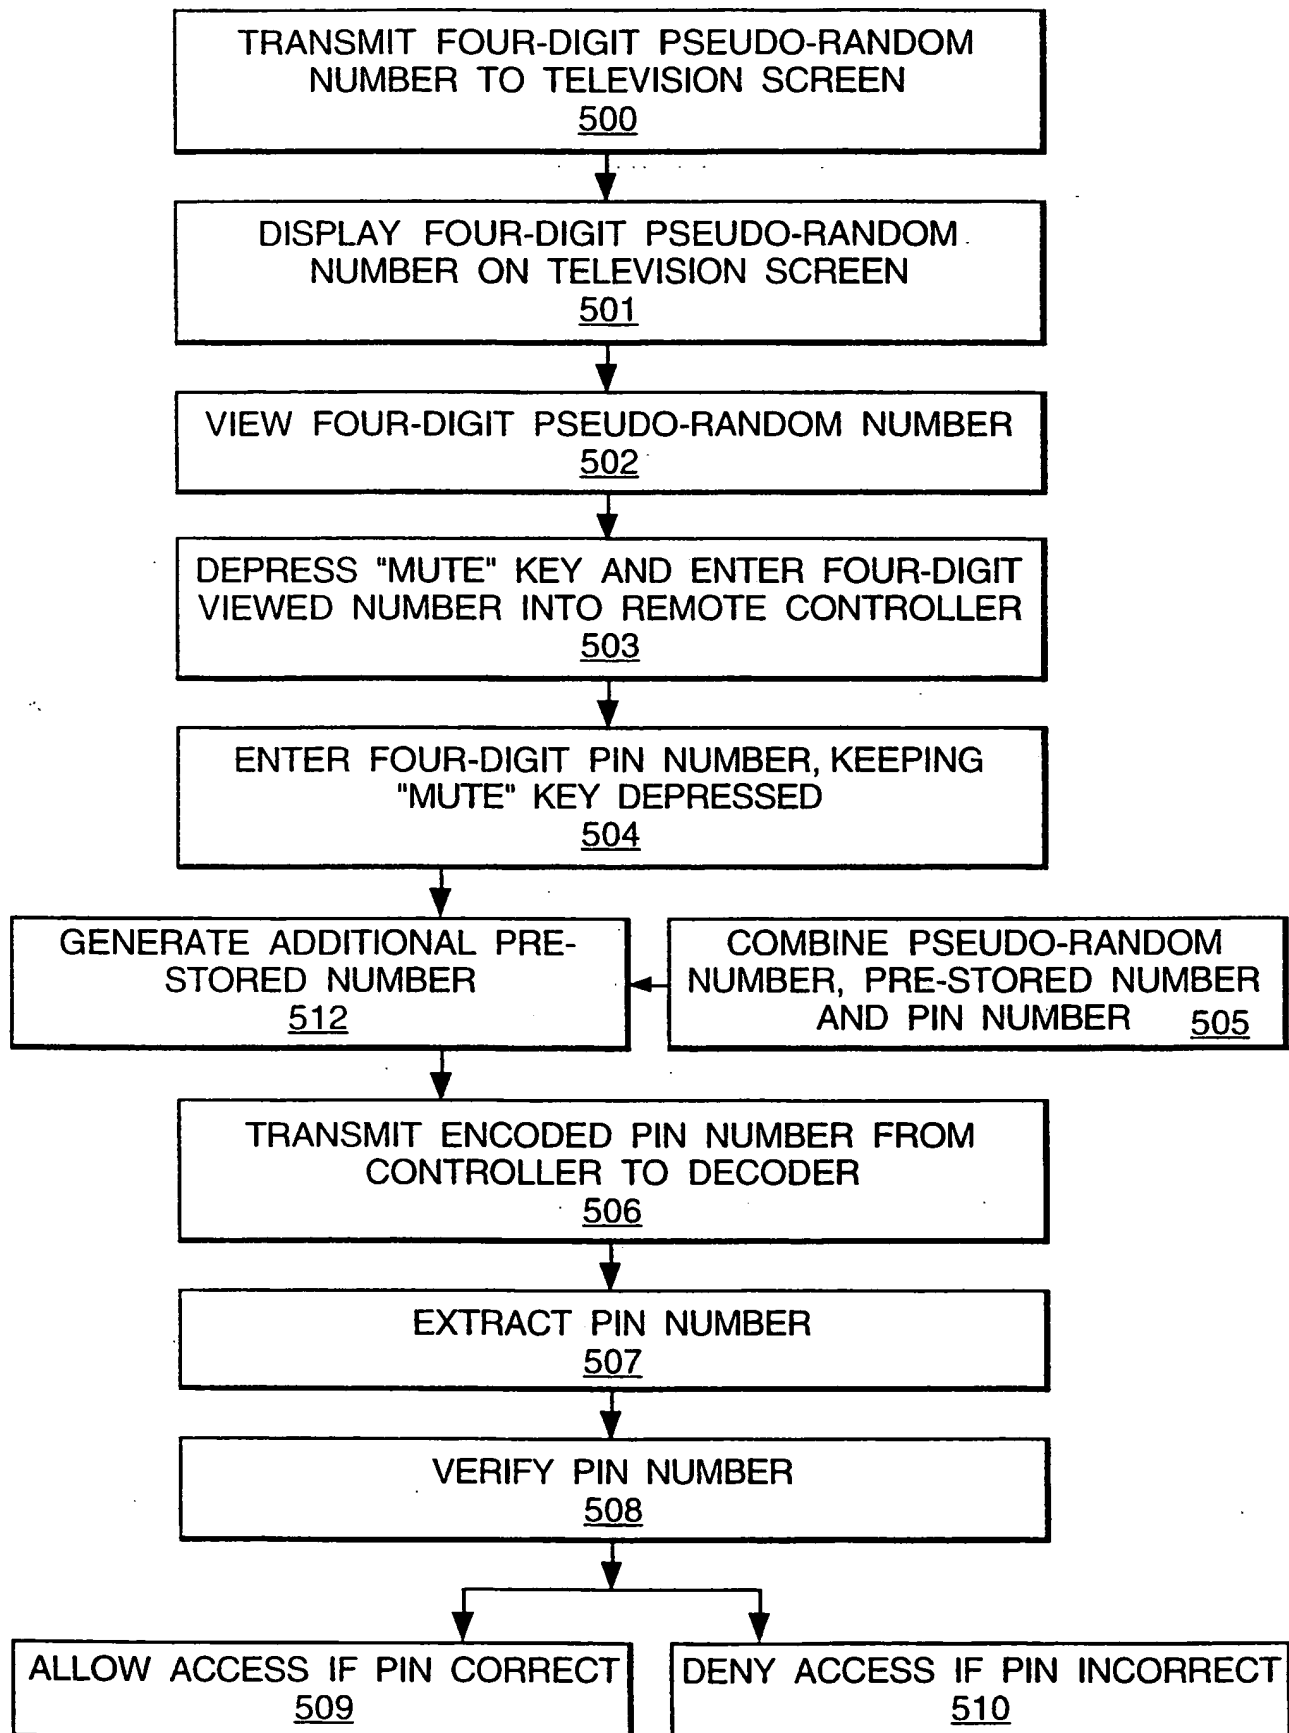 TRANSMIT FOUR-DIGIT PSEUDO-RANDOM
NUMBER TO TELEVISION SCREEN
500
DISPLAY FOUR-DIGIT PSEUDO-RANDOM
NUMBER ON TELEVISION SCREEN
501
VIEW FOUR-DIGIT PSEUDO-RANDOM NUMBER
502
DEPRESS "MUTE" KEY AND ENTER FOUR-DIGIT
VIEWED NUMBER INTO REMOTE CONTROLLER
503
ENTER FOUR-DIGIT PIN NUMBER, KEEPING
"MUTE" KEY DEPRESSED
504
GENERATE ADDITIONAL PRE-
STORED NUMBER
512
COMBINE PSEUDO-RANDOM
NUMBER, PRE-STORED NUMBER
AND PIN NUMBER 505
TRANSMIT ENCODED PIN NUMBER FROM
CONTROLLER TO DECODER
506
EXTRACT PIN NUMBER
507
VERIFY PIN NUMBER
508
ALLOW ACCESS IF PIN CORRECT
509
DENY ACCESS IF PIN INCORRECT
510